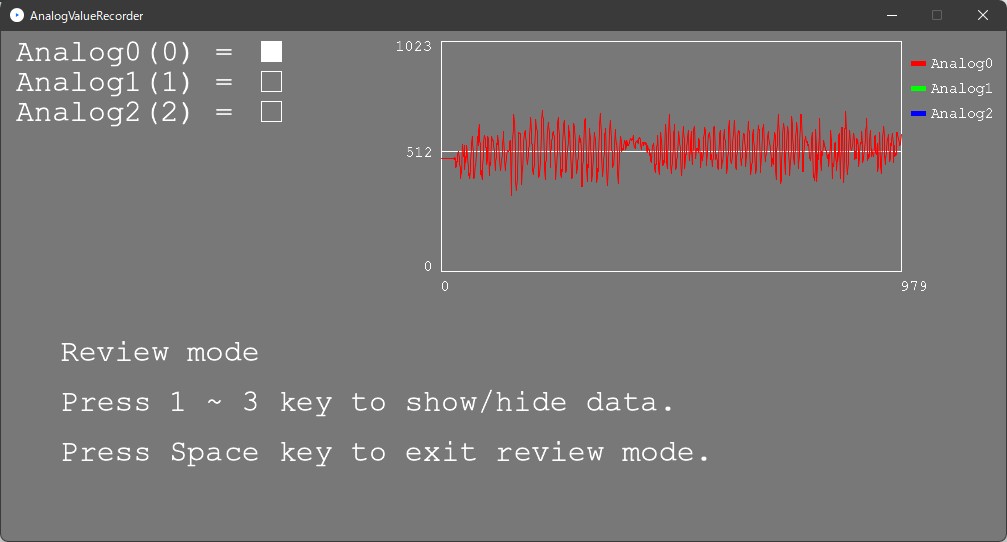 AnalogValueRecorder
Analog0(0) =
Analog1(1) =
Analog2(2) =
1023
512
0
0
979
Analog0
Analog1
Analog2
Review mode
Press 1 ~ 3 key to show/hide data.
Press Space key to exit review mode.